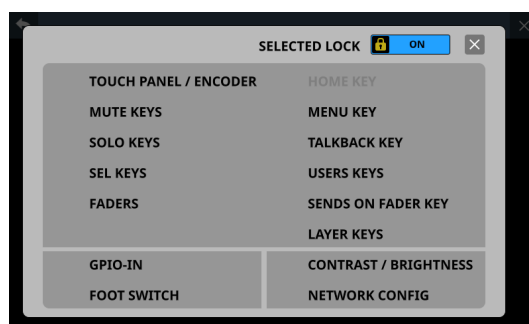 SELECTED LOCK ON
TOUCH PANEL / ENCODER
MUTE KEYS
SOLO KEYS
SEL KEYS
FADERS
HOME KEY
MENU KEY
TALKBACK KEY
USERS KEYS
SENDS ON FADER KEY
LAYER KEYS
GPIO-IN
FOOT SWITCH
CONTRAST / BRIGHTNESS
NETWORK CONFIG